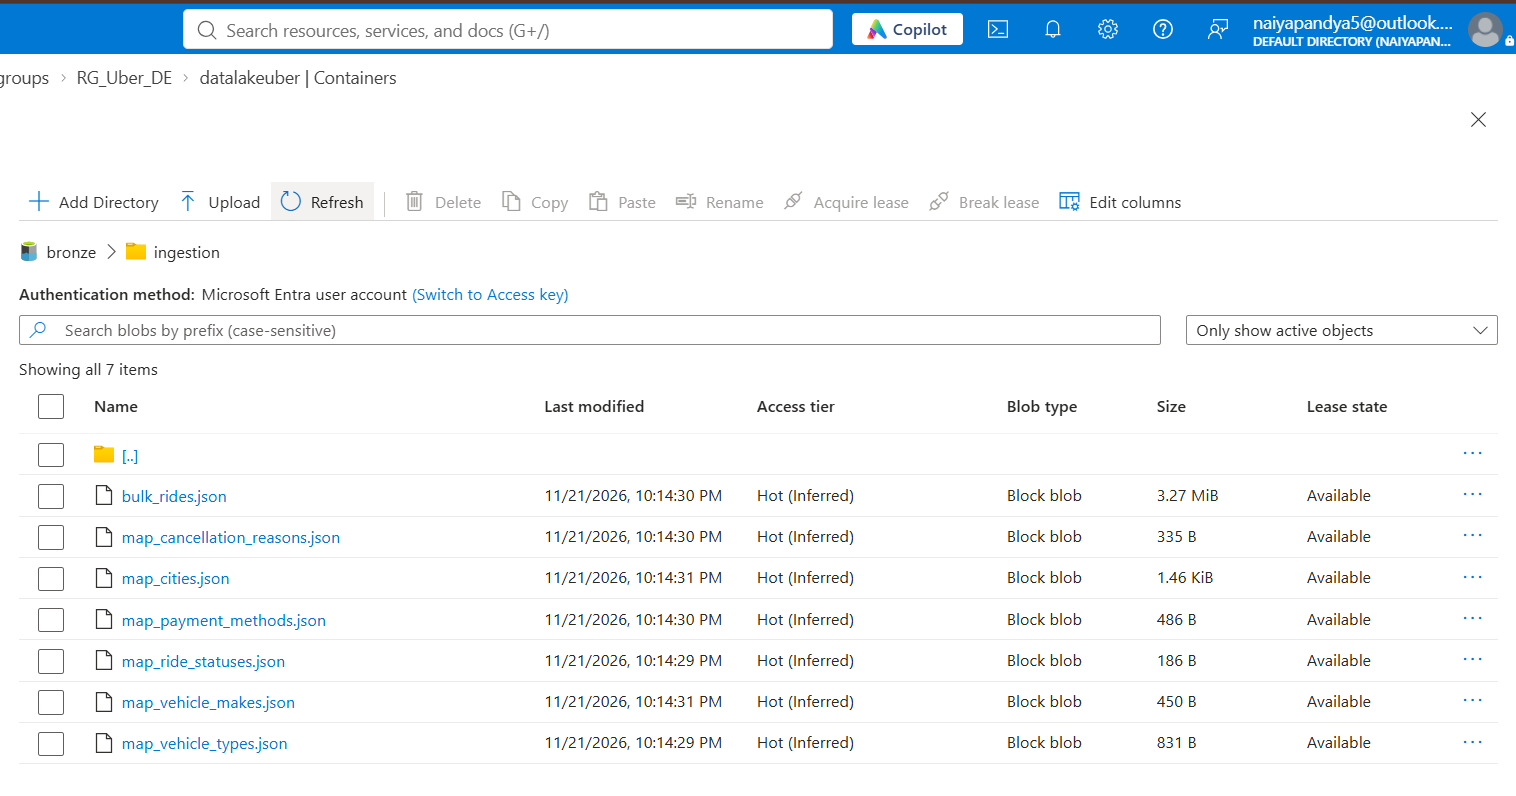 Search resources, services, and docs (G+/)
Copilot
naiyapandya5@outlook....
DEFAULT DIRECTORY (NAIYAPAN...
groups > RG_Uber_DE > datalakeuber | Containers
Add Directory Upload Refresh Delete Copy Paste Rename Acquire lease Break lease Edit columns
bronze > ingestion
Authentication method: Microsoft Entra user account (Switch to Access key)
Search blobs by prefix (case-sensitive) Only show active objects
Showing all 7 items
Name Last modified Access tier Blob type Size Lease state
[..] ...
bulk_rides.json 11/21/2026, 10:14:30 PM Hot (Inferred) Block blob 3.27 MiB Available ...
map_cancellation_reasons.json 11/21/2026, 10:14:30 PM Hot (Inferred) Block blob 335 B Available ...
map_cities.json 11/21/2026, 10:14:31 PM Hot (Inferred) Block blob 1.46 KiB Available ...
map_payment_methods.json 11/21/2026, 10:14:30 PM Hot (Inferred) Block blob 486 B Available ...
map_ride_statuses.json 11/21/2026, 10:14:29 PM Hot (Inferred) Block blob 186 B Available ...
map_vehicle_makes.json 11/21/2026, 10:14:31 PM Hot (Inferred) Block blob 450 B Available ...
map_vehicle_types.json 11/21/2026, 10:14:29 PM Hot (Inferred) Block blob 831 B Available ...